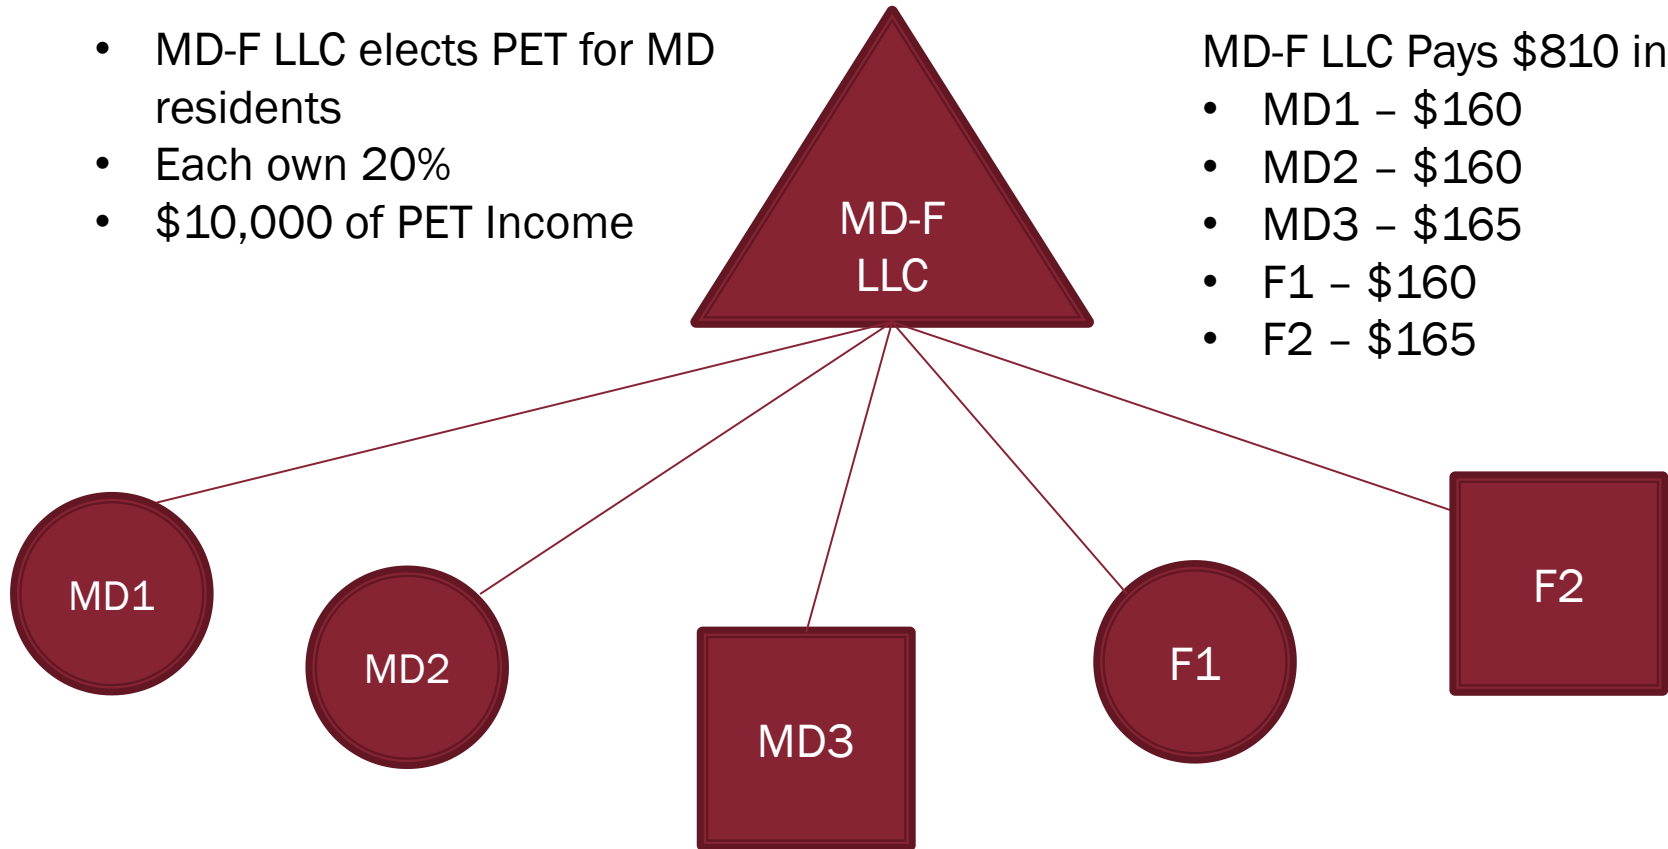 • MD-F LLC elects PET for MD
residents
• Each own 20%
• $10,000 of PET Income
MD-F LLC Pays $810 in
• MD1 – $160
• MD2 – $160
• MD3 – $165
• F1 – $160
• F2 – $165
MD-F
LLC
MD1
MD2
MD3
F1
F2